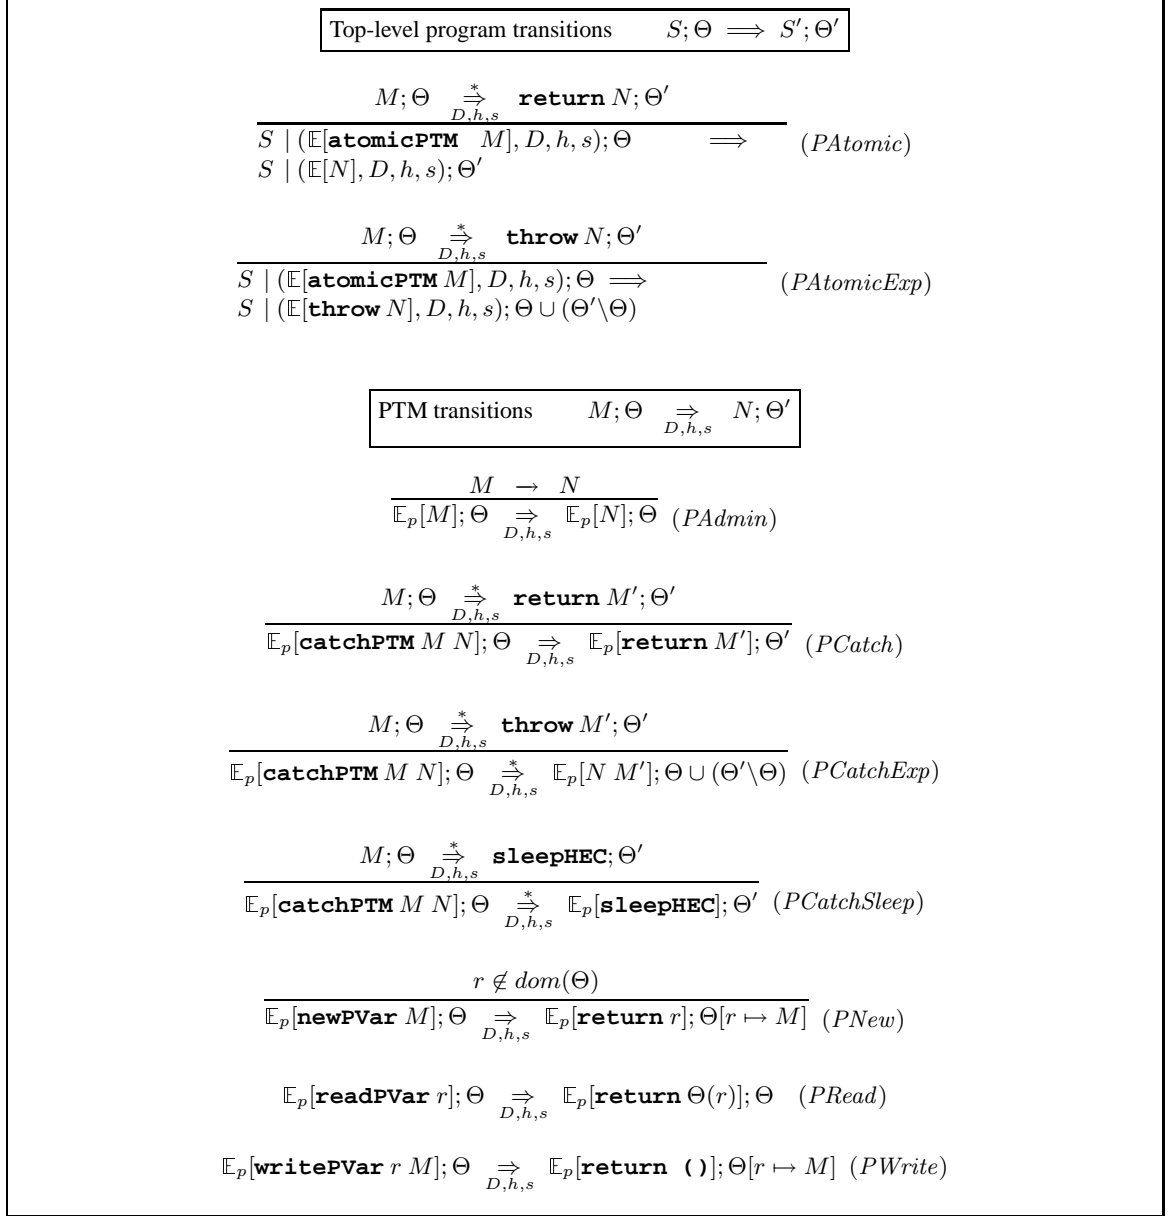 Top-level program transitions S; Θ ⟹ S′; Θ′
M; Θ ⇒* D,h,s return N; Θ′
S | (𝔼[atomicPTM M], D, h, s); Θ ⟹ (PAtomic)
S | (𝔼[N], D, h, s); Θ′
M; Θ ⇒* D,h,s throw N; Θ′
S | (𝔼[atomicPTM M], D, h, s); Θ ⟹ (PAtomicExp)
S | (𝔼[throw N], D, h, s); Θ ∪ (Θ′\Θ)
PTM transitions M; Θ ⇒ D,h,s N; Θ′
M → N
𝔼p[M]; Θ ⇒ D,h,s 𝔼p[N]; Θ (PAdmin)
M; Θ ⇒* D,h,s return M′; Θ′
𝔼p[catchPTM M N]; Θ ⇒ D,h,s 𝔼p[return M′]; Θ′ (PCatch)
M; Θ ⇒* D,h,s throw M′; Θ′
𝔼p[catchPTM M N]; Θ ⇒* D,h,s 𝔼p[N M′]; Θ ∪ (Θ′\Θ) (PCatchExp)
M; Θ ⇒* D,h,s sleepHEC; Θ′
𝔼p[catchPTM M N]; Θ ⇒* D,h,s 𝔼p[sleepHEC]; Θ′ (PCatchSleep)
r ∉ dom(Θ)
𝔼p[newPVar M]; Θ ⇒ D,h,s 𝔼p[return r]; Θ[r ↦ M] (PNew)
𝔼p[readPVar r]; Θ ⇒ D,h,s 𝔼p[return Θ(r)]; Θ (PRead)
𝔼p[writePVar r M]; Θ ⇒ D,h,s 𝔼p[return ()]; Θ[r ↦ M] (PWrite)